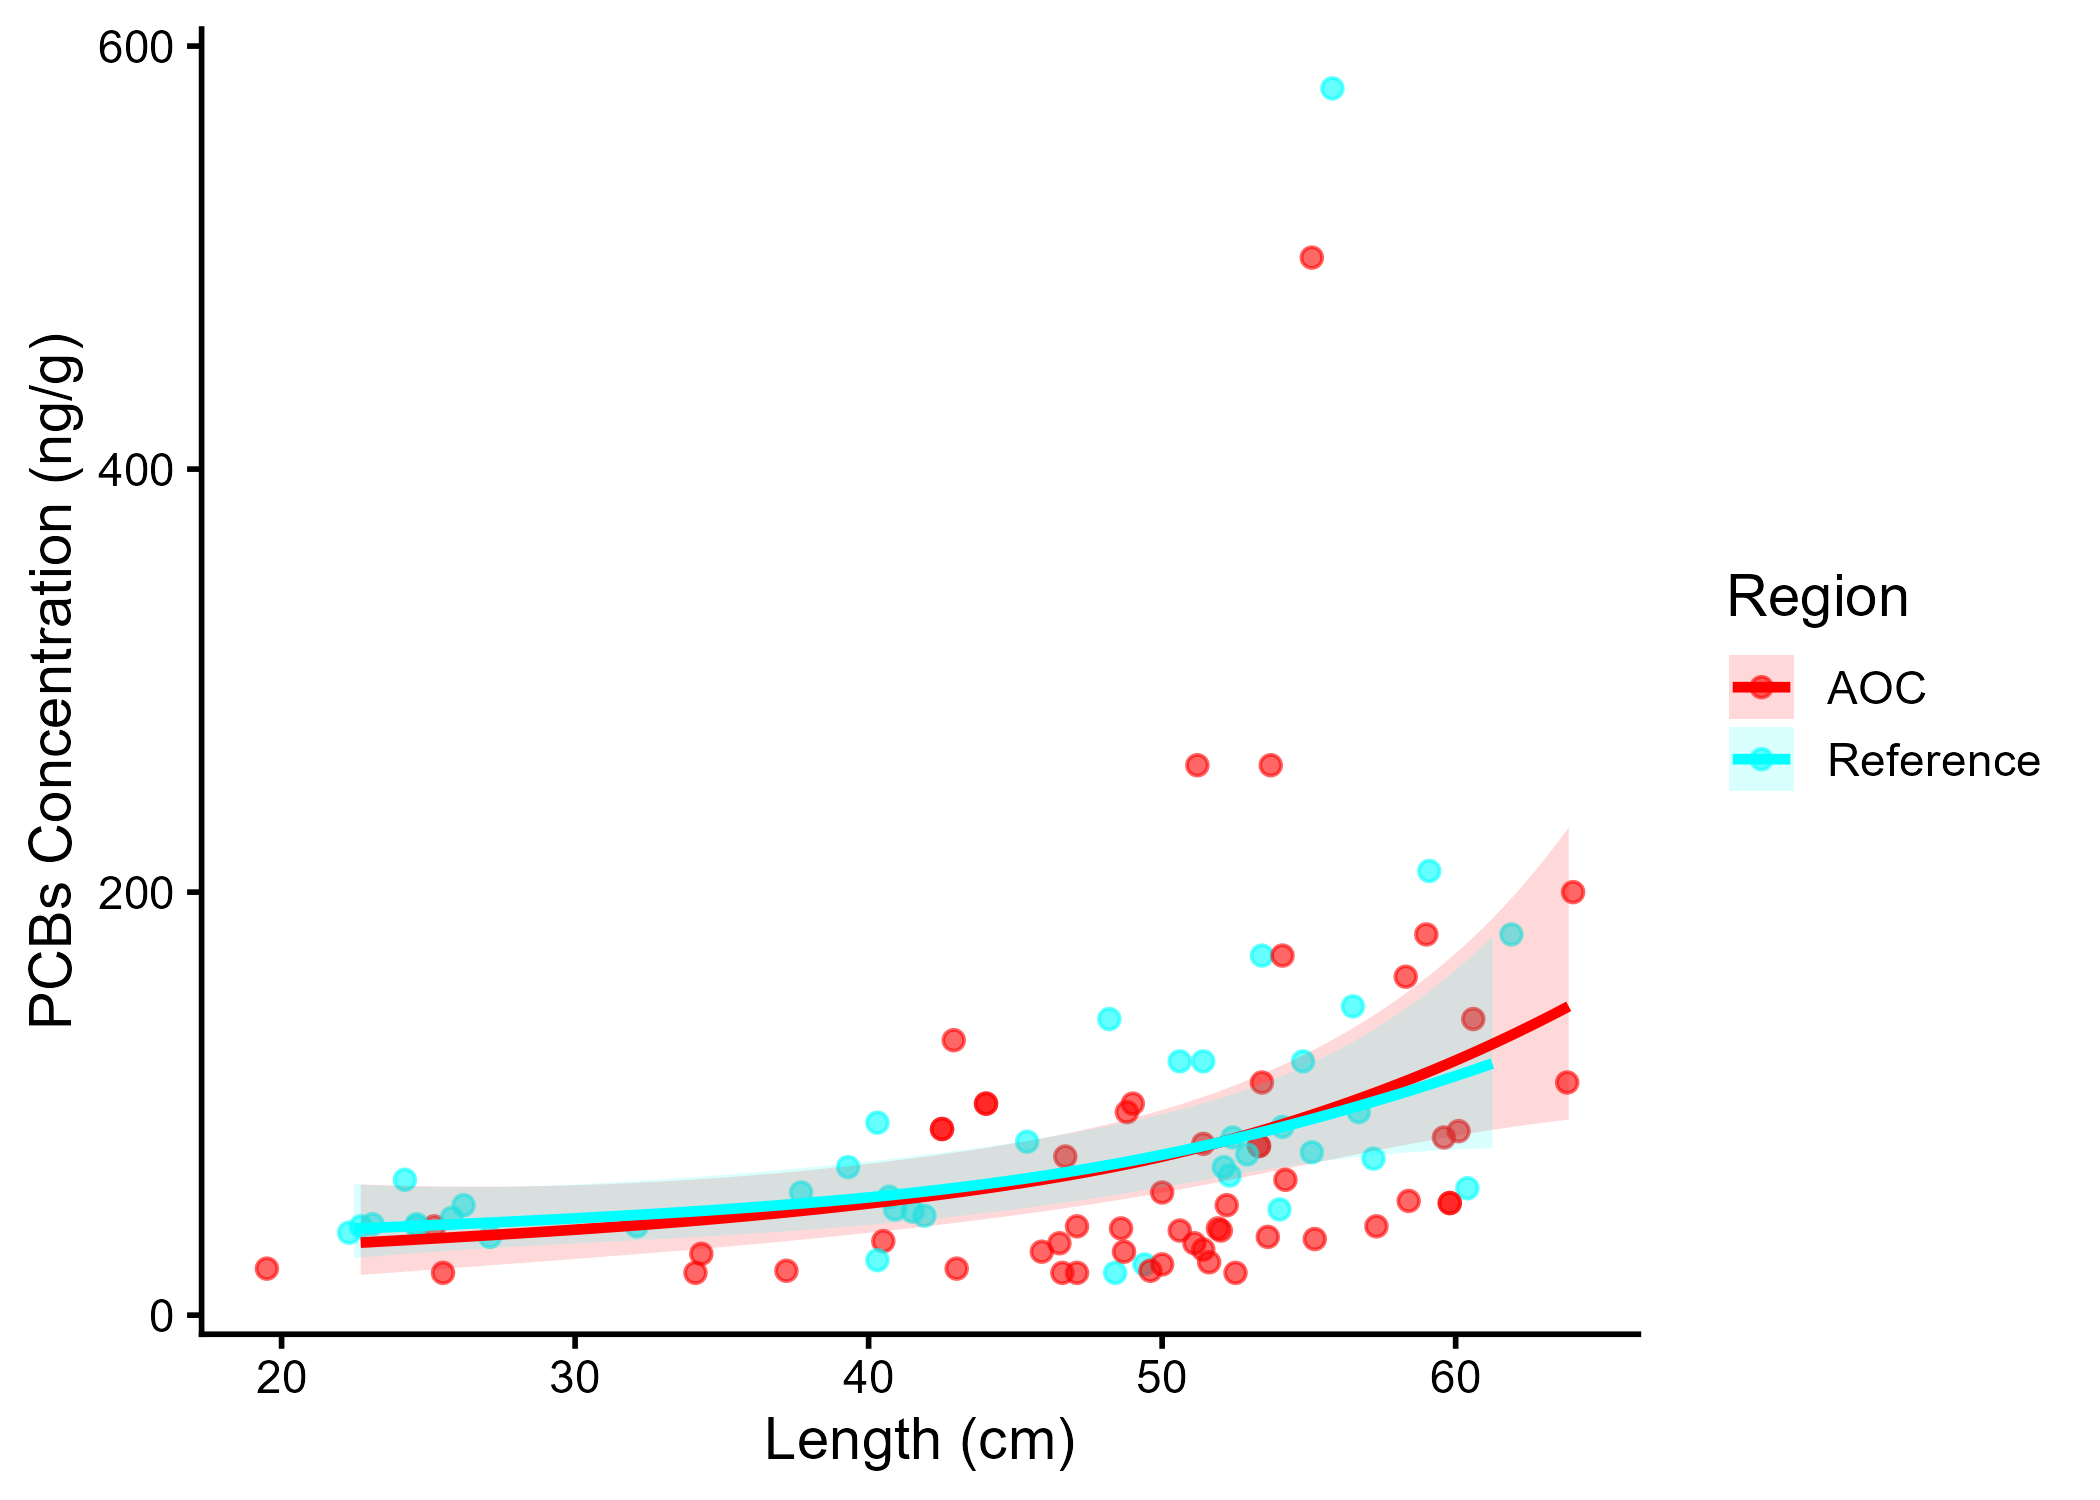 600
400
200
0
PCBs Concentration (ng/g)
20 30 40 50 60
Length (cm)
Region
AOC
Reference